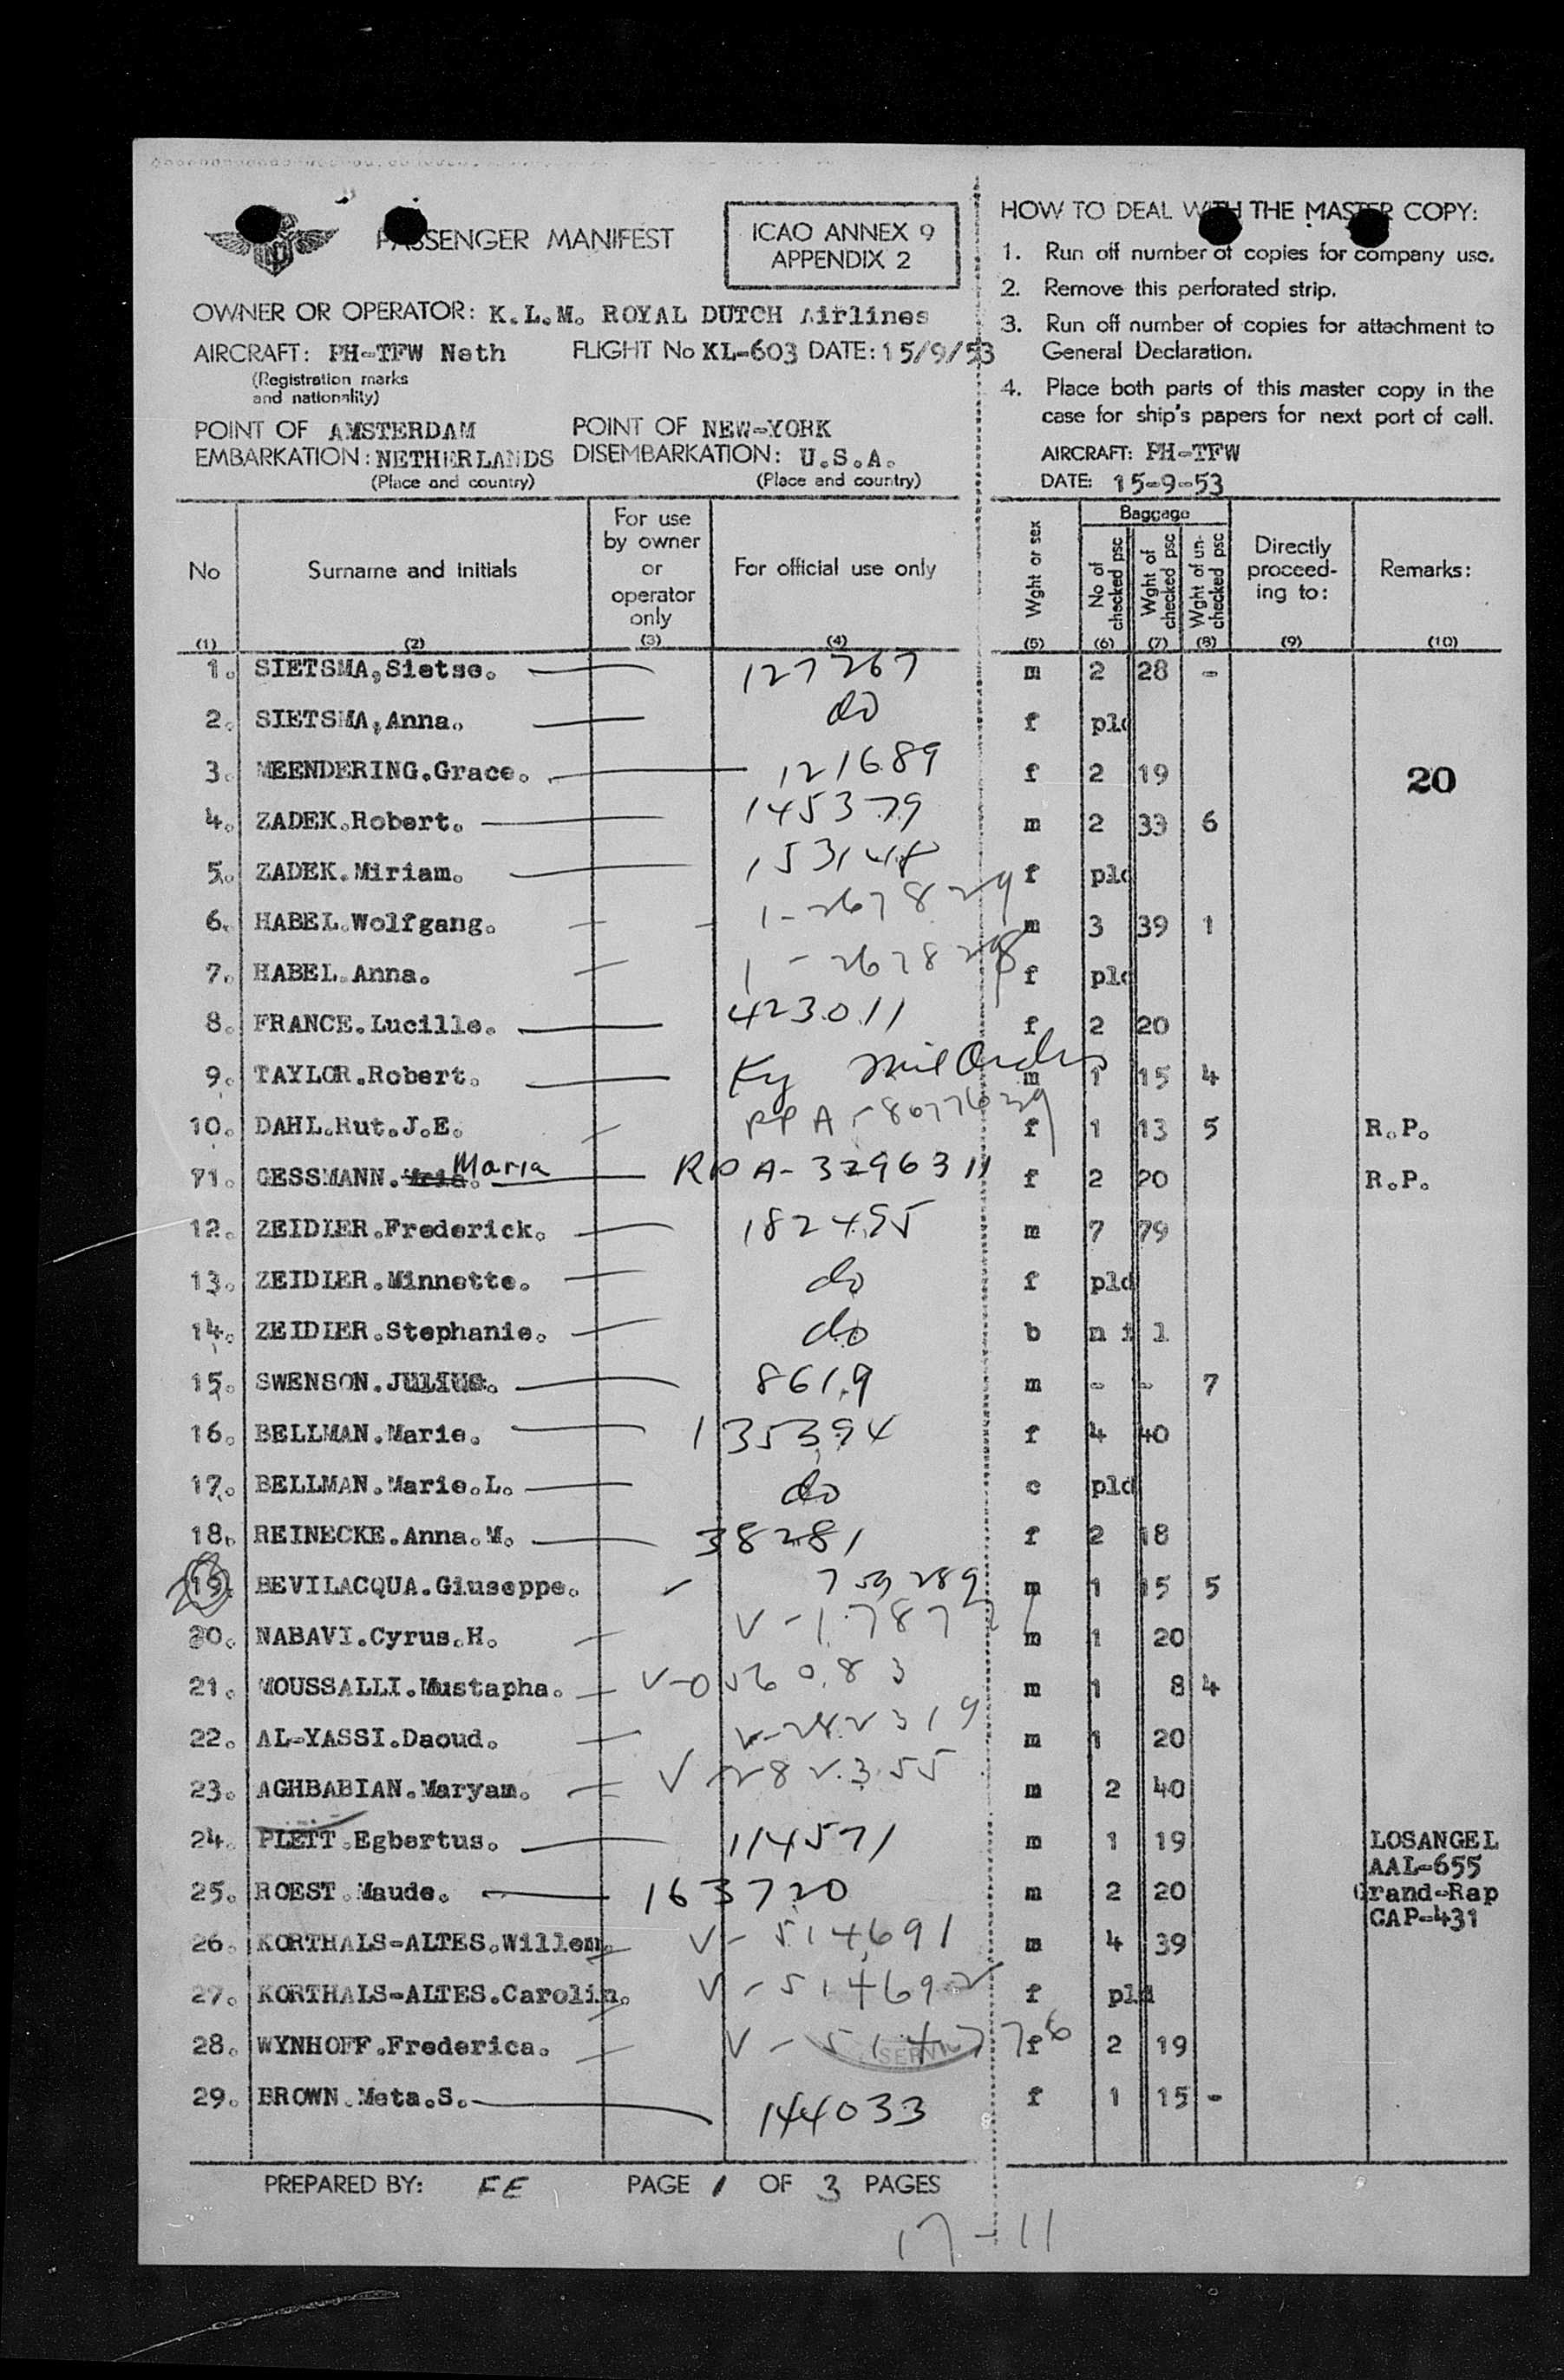 PASSENGER MANIFEST
ICAO ANNEX 9
APPENDIX 2
OWNER OR OPERATOR: K.L.M. ROYAL DUTCH Airlines
AIRCRAFT: PH-TFW Neth FLIGHT No KL-603 DATE: 15/9/53
(Registration marks
and nationality)
POINT OF AMSTERDAM POINT OF NEW-YORK
EMBARKATION: NETHERLANDS DISEMBARKATION: U.S.A.
(Place and country) (Place and country)
HOW TO DEAL WITH THE MASTER COPY:
1. Run off number of copies for company use.
2. Remove this perforated strip.
3. Run off number of copies for attachment to
General Declaration.
4. Place both parts of this master copy in the
case for ship's papers for next port of call.
AIRCRAFT: PH-TFW
DATE: 15-9-53
No Surname and Initials For use by owner or operator only For official use only Wght or sex Baggage No of checked psc Wght of checked psc Wght of un-checked psc Directly proceed-ing to: Remarks:
(1) (2) (3) (4) (5) (6) (7) (8) (9) (10)
1. SIETSMA,Sietse. 127267 m 2 28 -
2. SIETSMA,Anna. do f pld
3. MEENDERING.Grace. 121689 f 2 19 20
4. ZADEK.Robert. 145379 m 2 33 6
5. ZADEK.Miriam. f pld
6. HABEL.Wolfgang. 1-267829 m 3 39 1
7. HABEL.Anna. 1-267828 f pld
8. FRANCE.Lucille. 423011 f 2 20
9. TAYLOR.Robert. m 1 15 4
10. DAHL.Rut.J.E. f 1 13 5 R.P.
11. GESSMANN. Maria RP A-3296311 f 2 20 R.P.
12. ZEIDLER.Frederick. 182495 m 7 79
13. ZEIDLER.Minnette. do f pld
14. ZEIDLER.Stephanie. do b n i l
15. SWENSON.JULIUS. 8619 m - - 7
16. BELLMAN.Marie. 135394 f 4 40
17. BELLMAN.Marie.L. do c pld
18. REINECKE.Anna.M. 38281 f 2 18
19. BEVILACQUA.Giuseppe. 759289 m 1 15 5
20. NABAVI.Cyrus.H. m 1 20
21. MOUSSALLI.Mustapha. V-056083 m 1 8 4
22. AL-YASSI.Daoud. V-282319 m 1 20
23. AGHBABIAN.Maryam. V-282355 m 2 40
24. PLETT.Egbertus. 114571 m 1 19 LOSANGEL
AAL-655
25. ROEST.Maude. 163720 m 2 20 Grand-Rap
CAP-431
26. KORTHALS-ALTES.Willem. V-514691 m 4 39
27. KORTHALS-ALTES.Carolin. V-514692 f pld
28. WYNHOFF.Frederica. f 2 19
29. BROWN.Meta.S. 144033 f 1 15 -
PREPARED BY: FE PAGE 1 OF 3 PAGES
17-11